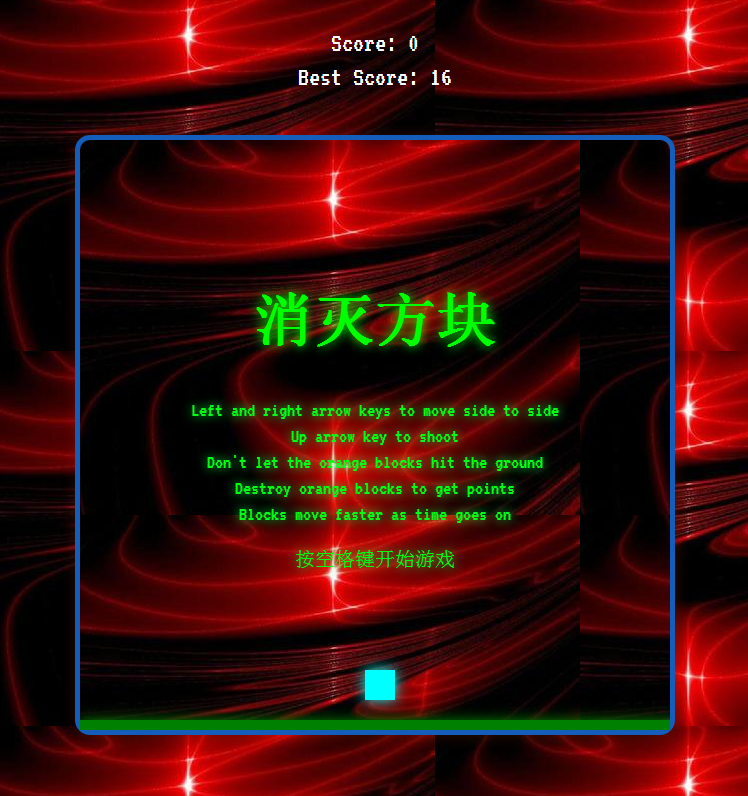 Score: 0
Best Score: 16
消灭方块
Left and right arrow keys to move side to side
Up arrow key to shoot
Don't let the orange blocks hit the ground
Destroy orange blocks to get points
Blocks move faster as time goes on
按空格键开始游戏